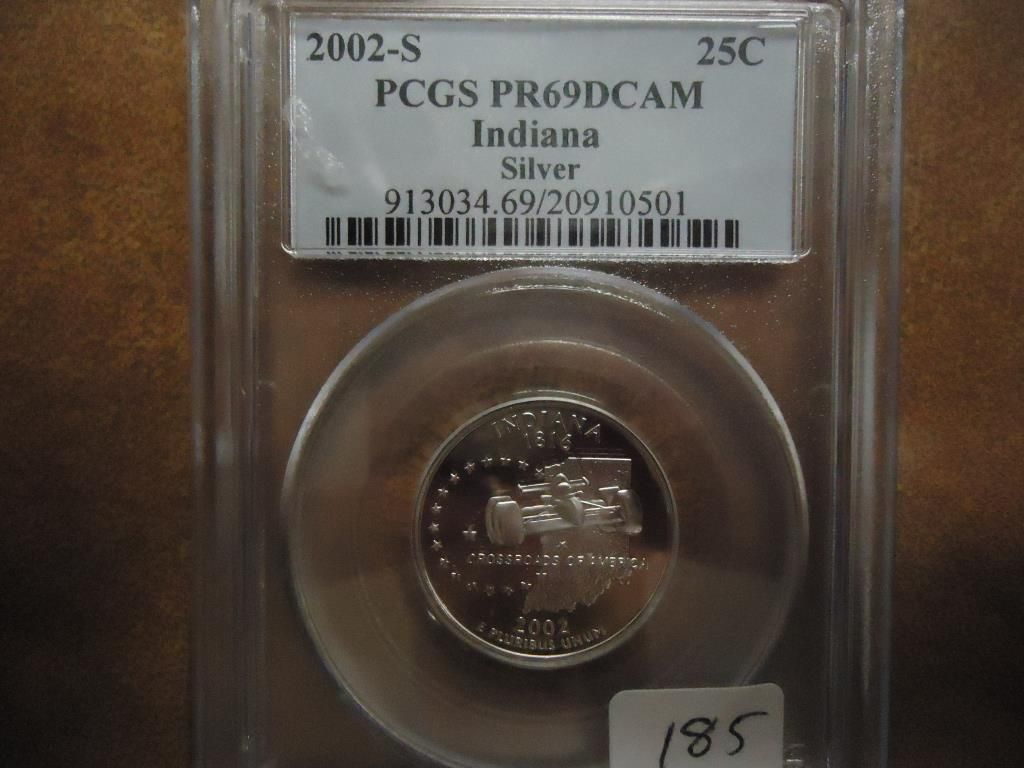 2002-S 25C
PCGS PR69DCAM
Indiana
Silver
913034.69/20910501
INDIANA
1816
CROSSROADS OF AMERICA
2002
E PLURIBUS UNUM
185